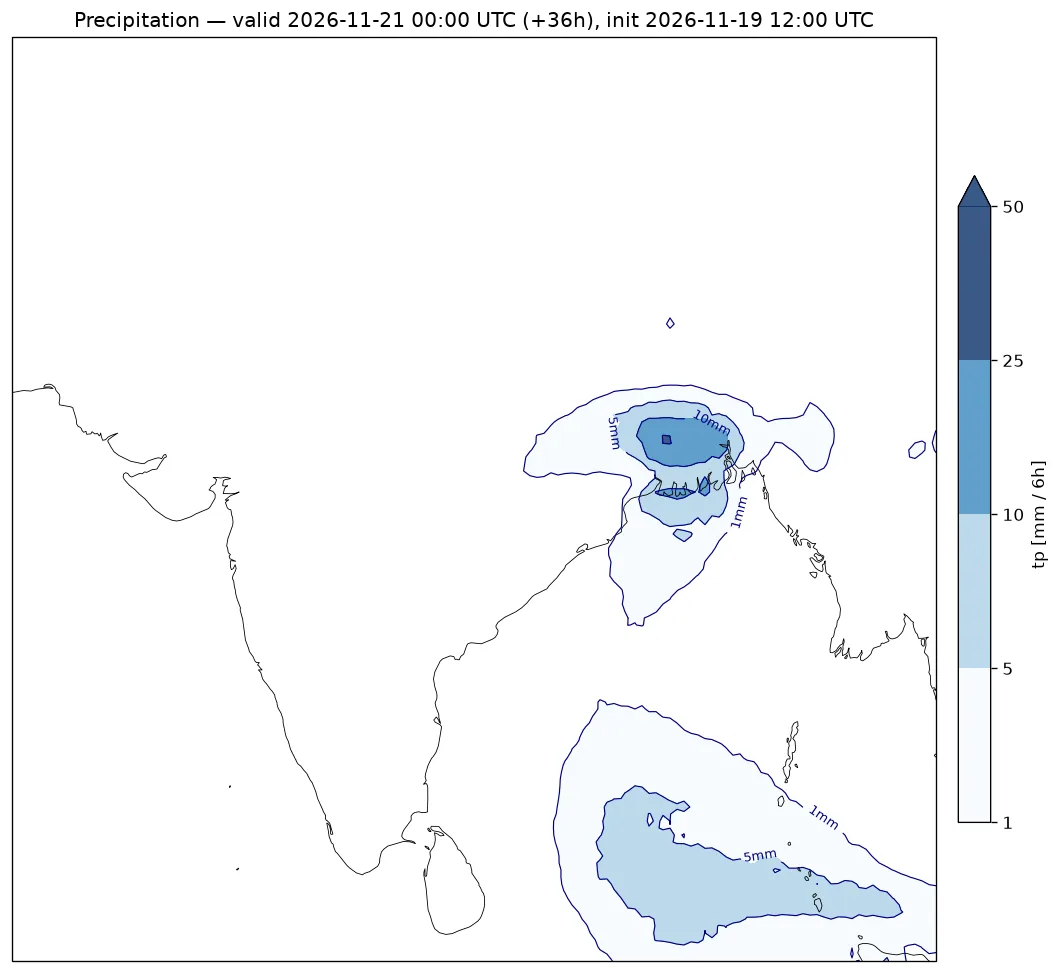 Precipitation — valid 2026-11-21 00:00 UTC (+36h), init 2026-11-19 12:00 UTC
50
25
10
5
1
tp [mm / 6h]
10mm
5mm
1mm
1mm
5mm